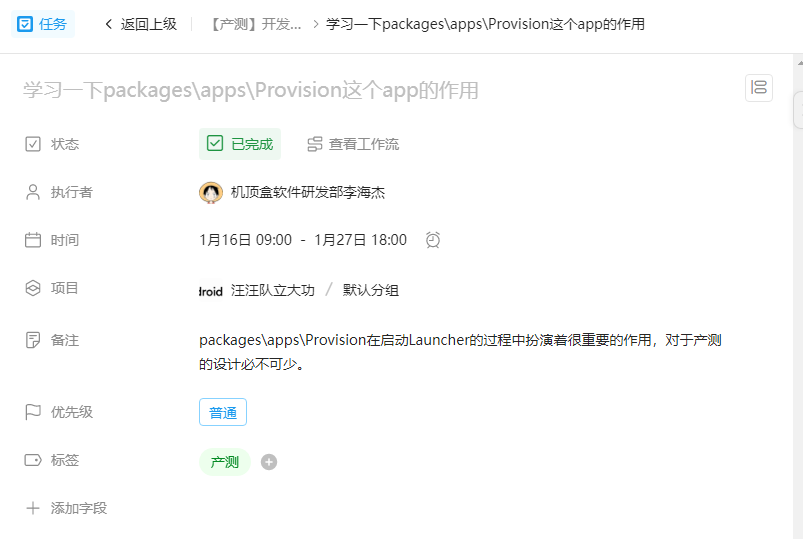 任务 返回上级 【产测】开发... 学习一下packages\apps\Provision这个app的作用
学习一下packages\apps\Provision这个app的作用
状态 已完成 查看工作流
执行者 机顶盒软件研发部李海杰
时间 1月16日 09:00 - 1月27日 18:00
项目 droid 汪汪队立大功 / 默认分组
备注 packages\apps\Provision在启动Launcher的过程中扮演着很重要的作用，对于产测
的设计必不可少。
优先级 普通
标签 产测
添加字段